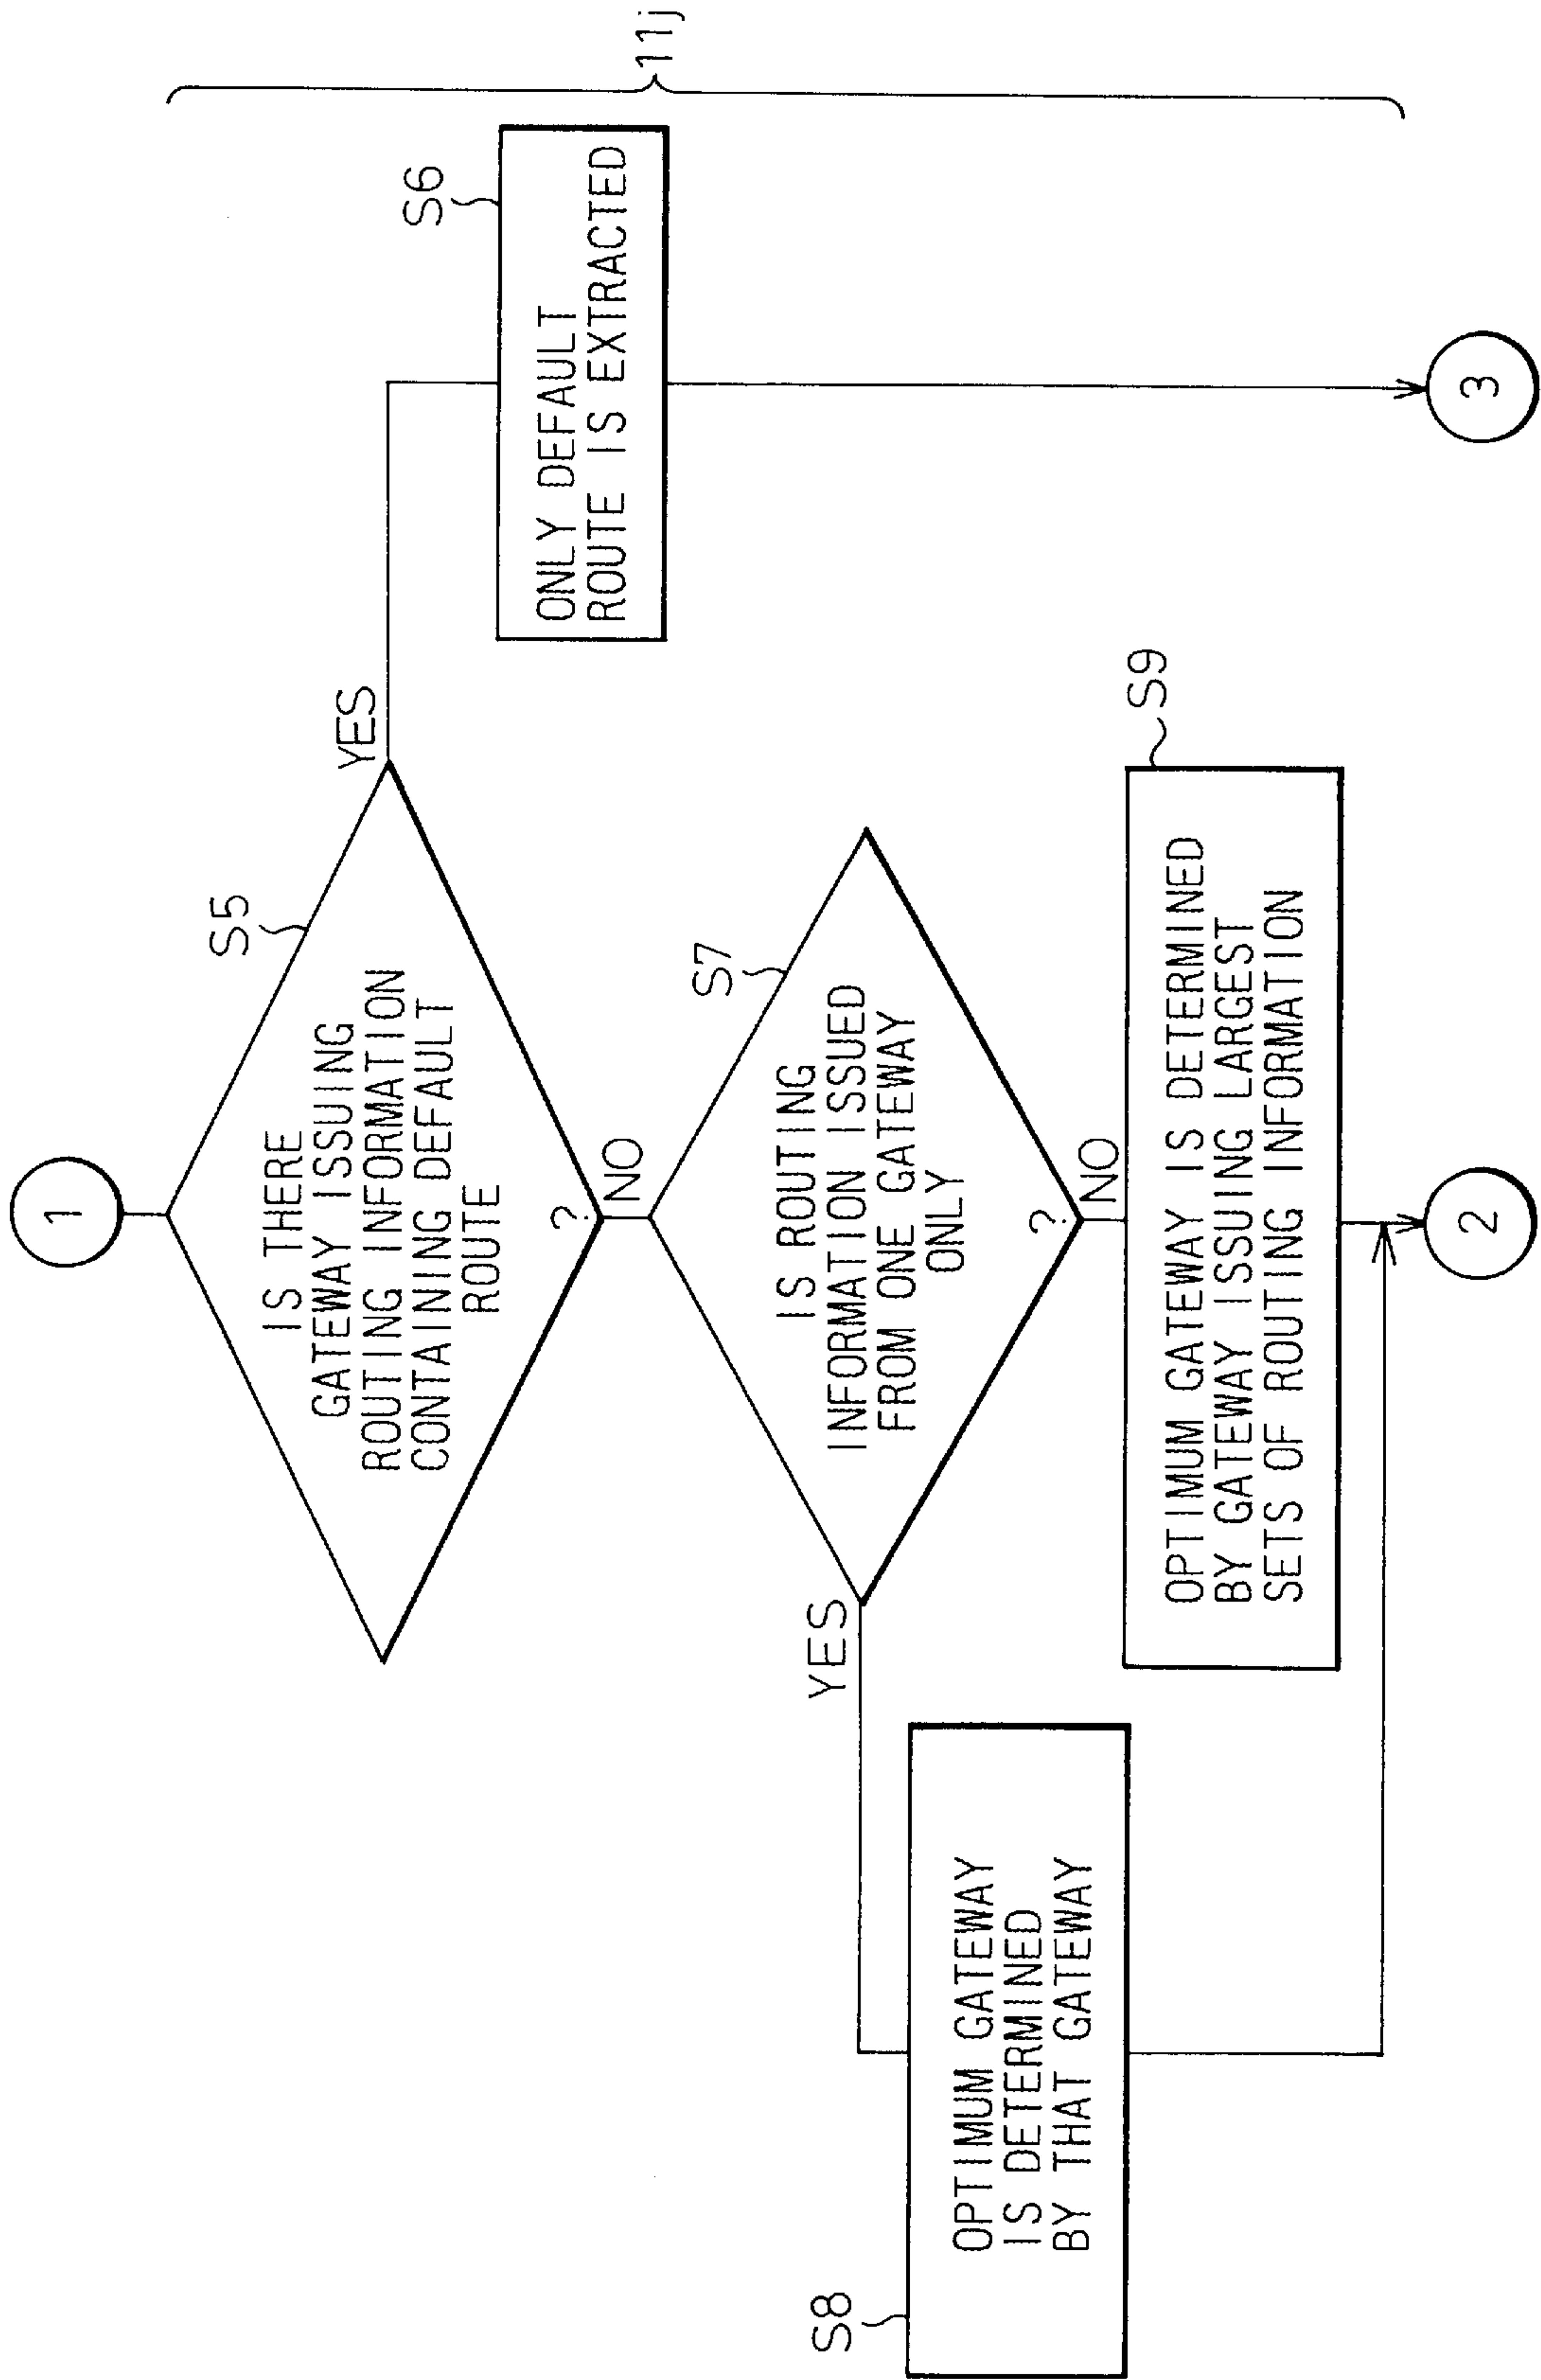 1
S5
IS THERE
GATEWAY ISSUING
ROUTING INFORMATION
CONTAINING DEFAULT
ROUTE
?
YES
NO
S6
ONLY DEFAULT
ROUTE IS EXTRACTED
11j
S7
IS ROUTING
INFORMATION ISSUED
FROM ONE GATEWAY
ONLY
?
YES
NO
S8
OPTIMUM GATEWAY
IS DETERMINED
BY THAT GATEWAY
S9
OPTIMUM GATEWAY IS DETERMINED
BY GATEWAY ISSUING LARGEST
SETS OF ROUTING INFORMATION
2
3